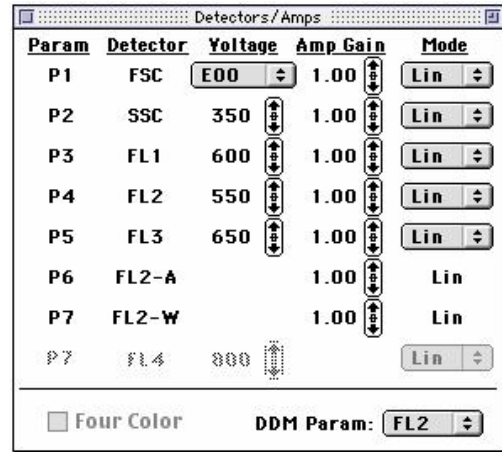 Detectors/Amps
Param Detector Voltage Amp Gain Mode
P1 FSC E00 1.00 Lin
P2 SSC 350 1.00 Lin
P3 FL1 600 1.00 Lin
P4 FL2 550 1.00 Lin
P5 FL3 650 1.00 Lin
P6 FL2-A 1.00 Lin
P7 FL2-W 1.00 Lin
P7 FL4 800 Lin
Four Color DDM Param: FL2